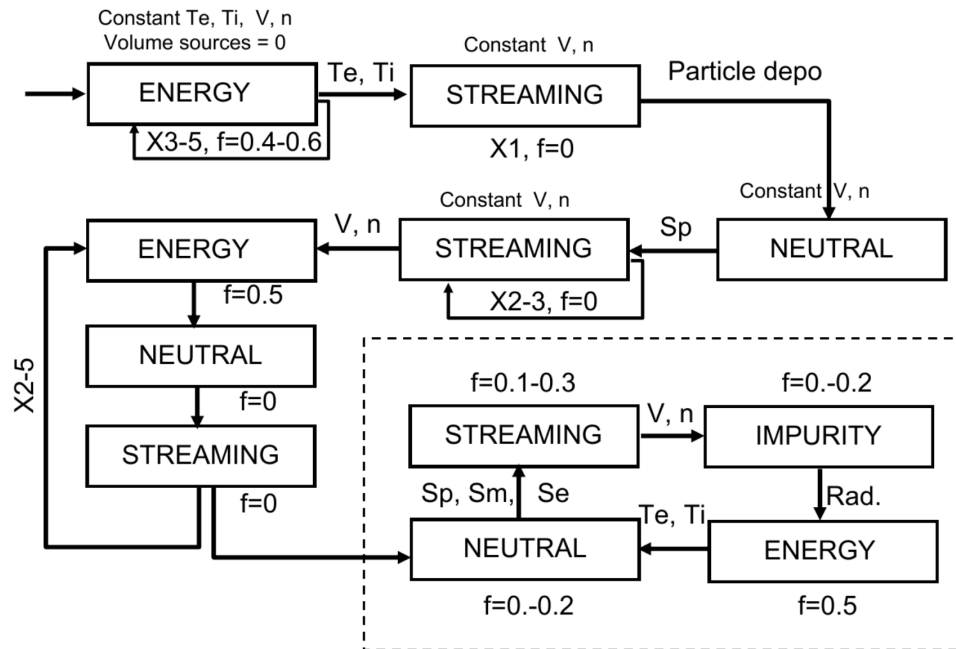 Constant Te, Ti, V, n
Volume sources = 0
ENERGY
Te, Ti
X3-5, f=0.4-0.6
Constant V, n
STREAMING
X1, f=0
Particle depo
Constant V, n
NEUTRAL
Sp
Constant V, n
STREAMING
X2-3, f=0
V, n
ENERGY
f=0.5
NEUTRAL
f=0
STREAMING
f=0
X2-5
f=0.1-0.3
STREAMING
V, n
f=0.-0.2
IMPURITY
Sp, Sm, Se
Rad.
Te, Ti
NEUTRAL
f=0.-0.2
ENERGY
f=0.5